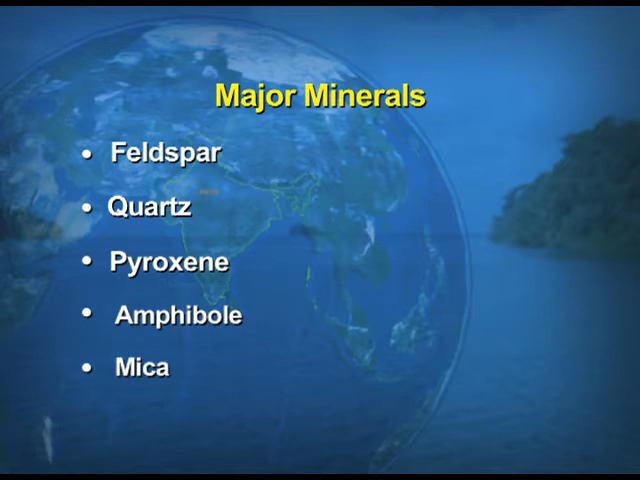 Major Minerals
• Feldspar
• Quartz
• Pyroxene
• Amphibole
• Mica